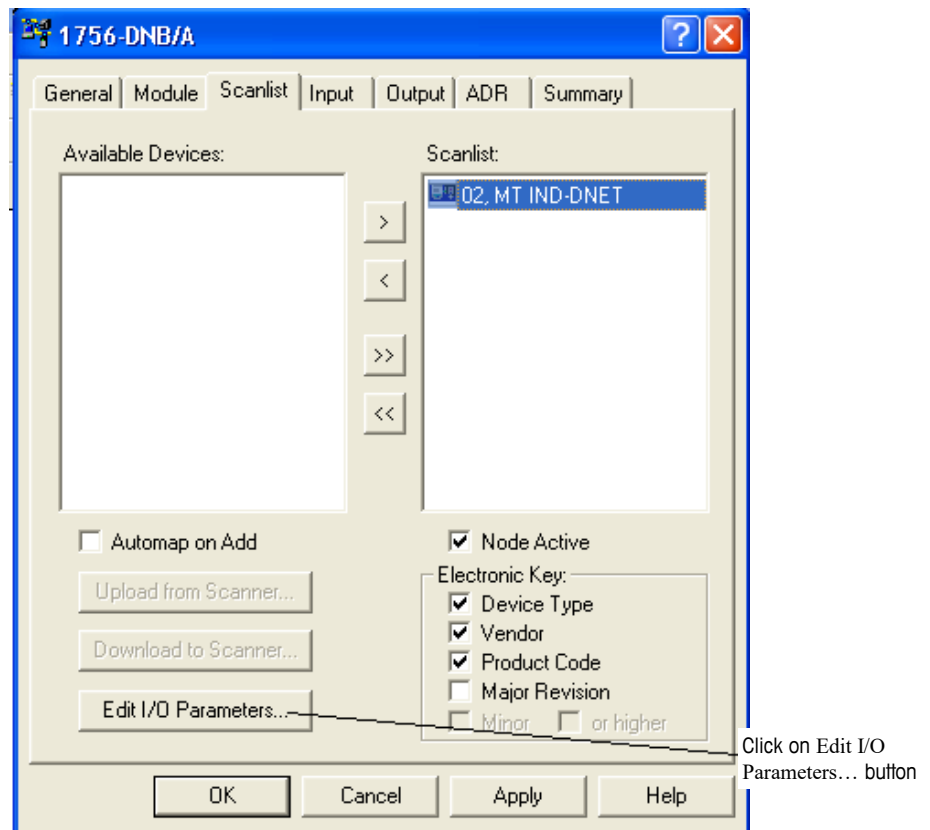 1756-DNB/A
General Module Scanlist Input Output ADR Summary
Available Devices:
Scanlist:
02, MT IND-DNET
>
<
>>
<<
Automap on Add
Node Active
Upload from Scanner...
Download to Scanner...
Edit I/O Parameters...
Electronic Key:
Device Type
Vendor
Product Code
Major Revision
Minor or higher
Click on Edit I/O
Parameters… button
OK Cancel Apply Help